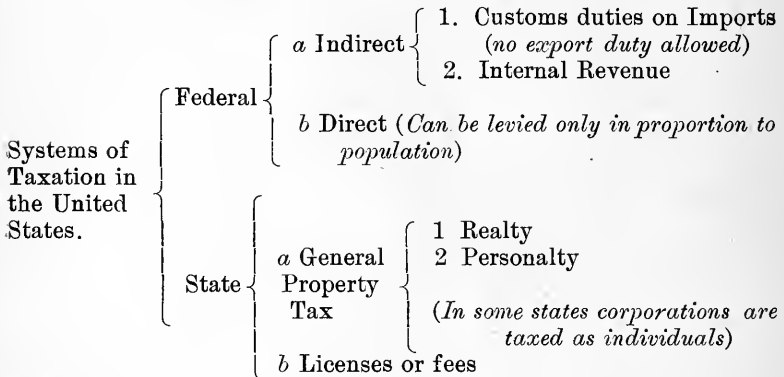 Systems of
Taxation in
the United
States.
Federal
a Indirect
1. Customs duties on Imports
(no export duty allowed)
2. Internal Revenue
b Direct (Can be levied only in proportion to
population)
State
a General
Property
Tax
1 Realty
2 Personalty
(In some states corporations are
taxed as individuals)
b Licenses or fees